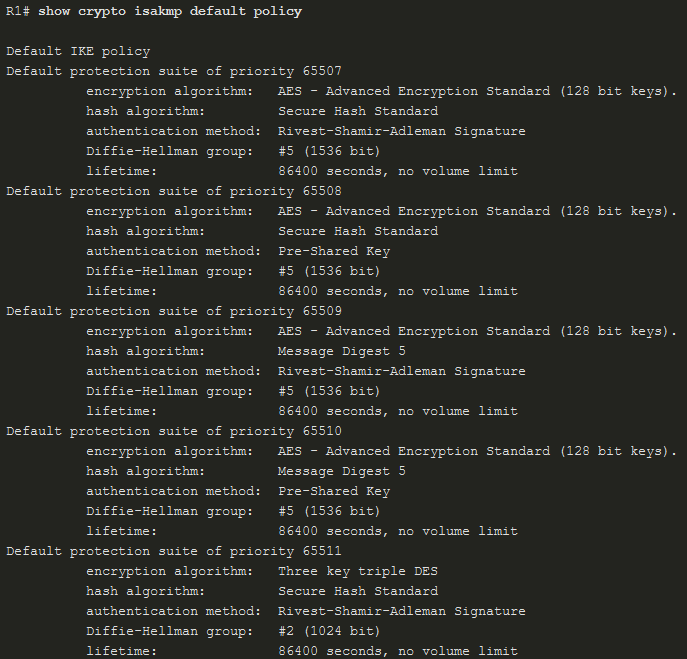 R1# show crypto isakmp default policy
Default IKE policy
Default protection suite of priority 65507
encryption algorithm: AES - Advanced Encryption Standard (128 bit keys).
hash algorithm: Secure Hash Standard
authentication method: Rivest-Shamir-Adleman Signature
Diffie-Hellman group: #5 (1536 bit)
lifetime: 86400 seconds, no volume limit
Default protection suite of priority 65508
encryption algorithm: AES - Advanced Encryption Standard (128 bit keys).
hash algorithm: Secure Hash Standard
authentication method: Pre-Shared Key
Diffie-Hellman group: #5 (1536 bit)
lifetime: 86400 seconds, no volume limit
Default protection suite of priority 65509
encryption algorithm: AES - Advanced Encryption Standard (128 bit keys).
hash algorithm: Message Digest 5
authentication method: Rivest-Shamir-Adleman Signature
Diffie-Hellman group: #5 (1536 bit)
lifetime: 86400 seconds, no volume limit
Default protection suite of priority 65510
encryption algorithm: AES - Advanced Encryption Standard (128 bit keys).
hash algorithm: Message Digest 5
authentication method: Pre-Shared Key
Diffie-Hellman group: #5 (1536 bit)
lifetime: 86400 seconds, no volume limit
Default protection suite of priority 65511
encryption algorithm: Three key triple DES
hash algorithm: Secure Hash Standard
authentication method: Rivest-Shamir-Adleman Signature
Diffie-Hellman group: #2 (1024 bit)
lifetime: 86400 seconds, no volume limit